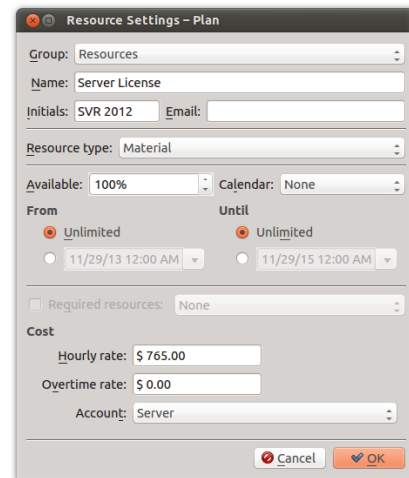 Resource Settings – Plan
Group: Resources
Name: Server License
Initials: SVR 2012 Email:
Resource type: Material
Available: 100% Calendar: None
From Until
Unlimited Unlimited
11/29/13 12:00 AM 11/29/15 12:00 AM
Required resources: None
Cost
Hourly rate: $ 765.00
Overtime rate: $ 0.00
Account: Server
Cancel OK